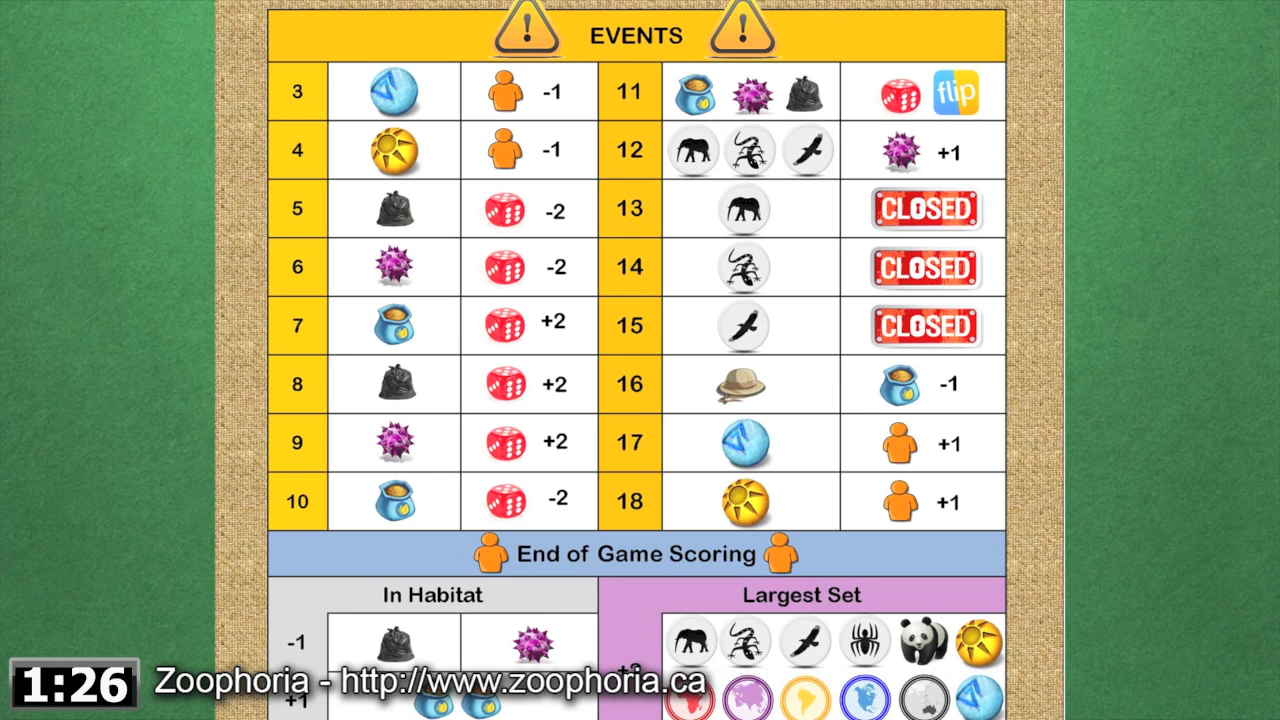 EVENTS
3 -1 11 flip
4 -1 12 +1
5 -2 13 CLOSED
6 -2 14 CLOSED
7 +2 15 CLOSED
8 +2 16 -1
9 +2 17 +1
10 -2 18 +1
End of Game Scoring
In Habitat Largest Set
-1
+1
1:26 Zoophoria - http://www.zoophoria.ca